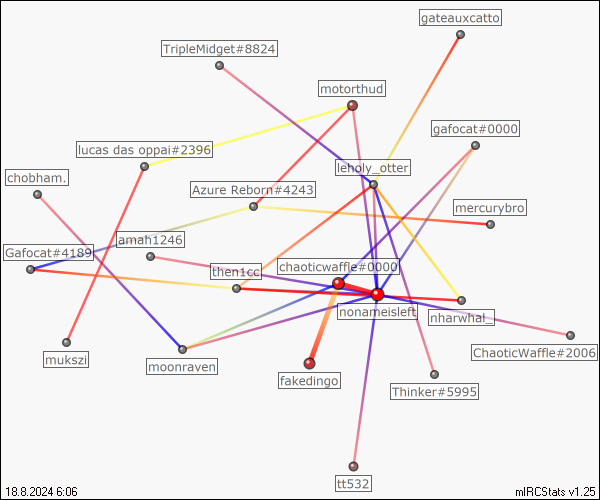 gateauxcatto
TripleMidget#8824
motorthud
gafocat#0000
lucas das oppai#2396
leholy_otter
chobham.
Azure Reborn#4243
mercurybro
amah1246
Gafocat#4189
chaoticwaffle#0000
then1cc
nonameisleft
nharwhal_
ChaoticWaffle#2006
mukszi
moonraven
fakedingo
Thinker#5995
tt532
18.8.2024 6:06
mIRCStats v1.25